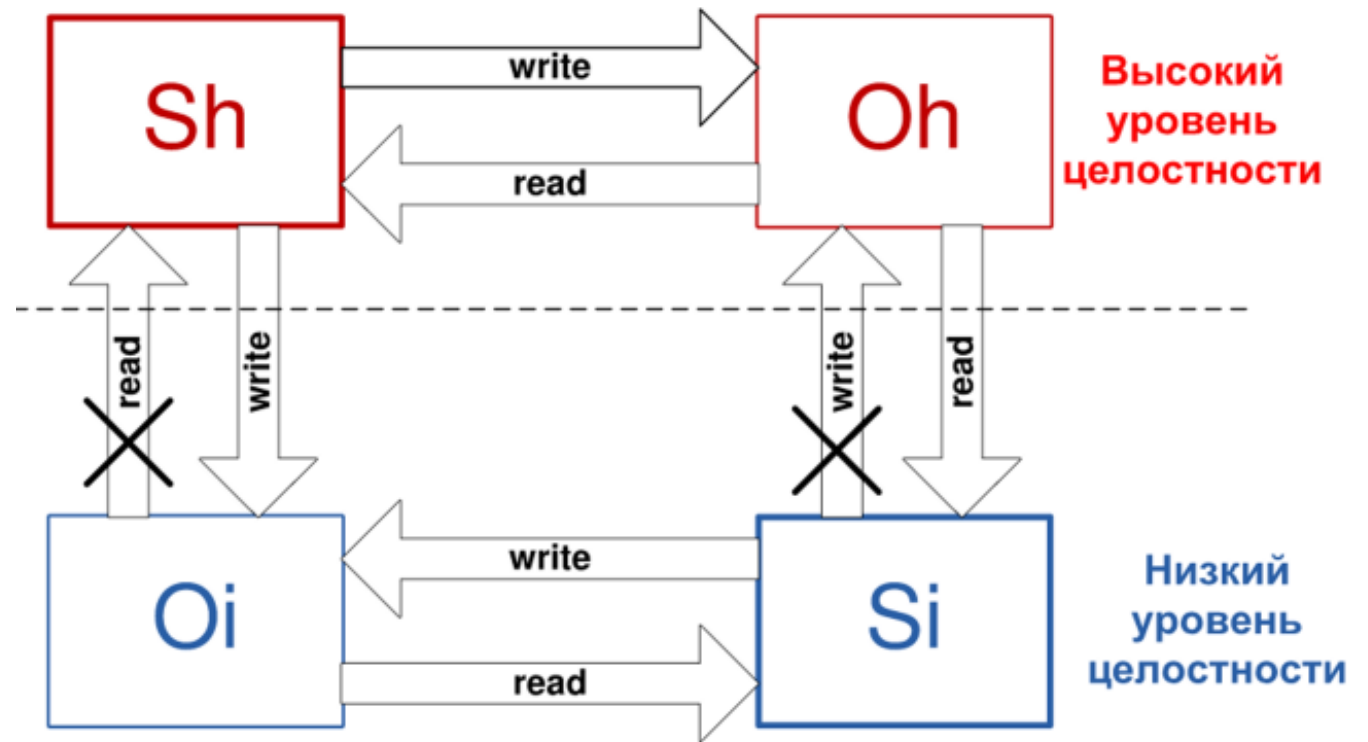 Sh
write
Oh
Высокий
уровень
целостности
read
read
write
write
read
Oi
write
Si
Низкий
уровень
целостности
read